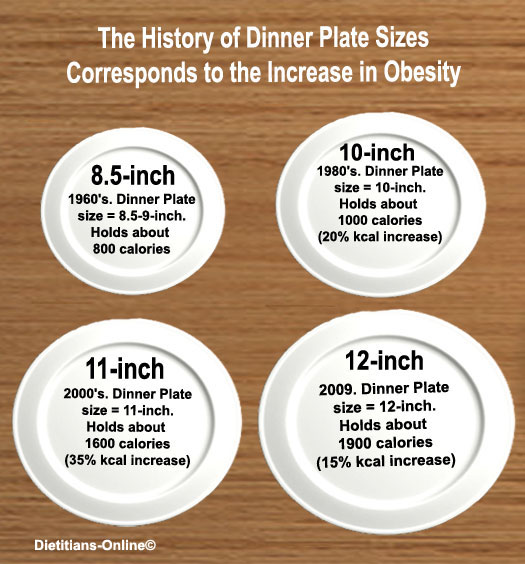 The History of Dinner Plate Sizes
Corresponds to the Increase in Obesity
8.5-inch
1960's. Dinner Plate
size = 8.5-9-inch.
Holds about
800 calories
10-inch
1980's. Dinner Plate
size = 10-inch.
Holds about
1000 calories
(20% kcal increase)
11-inch
2000's. Dinner Plate
size = 11-inch.
Holds about
1600 calories
(35% kcal increase)
12-inch
2009. Dinner Plate
size = 12-inch.
Holds about
1900 calories
(15% kcal increase)
Dietitians-Online©